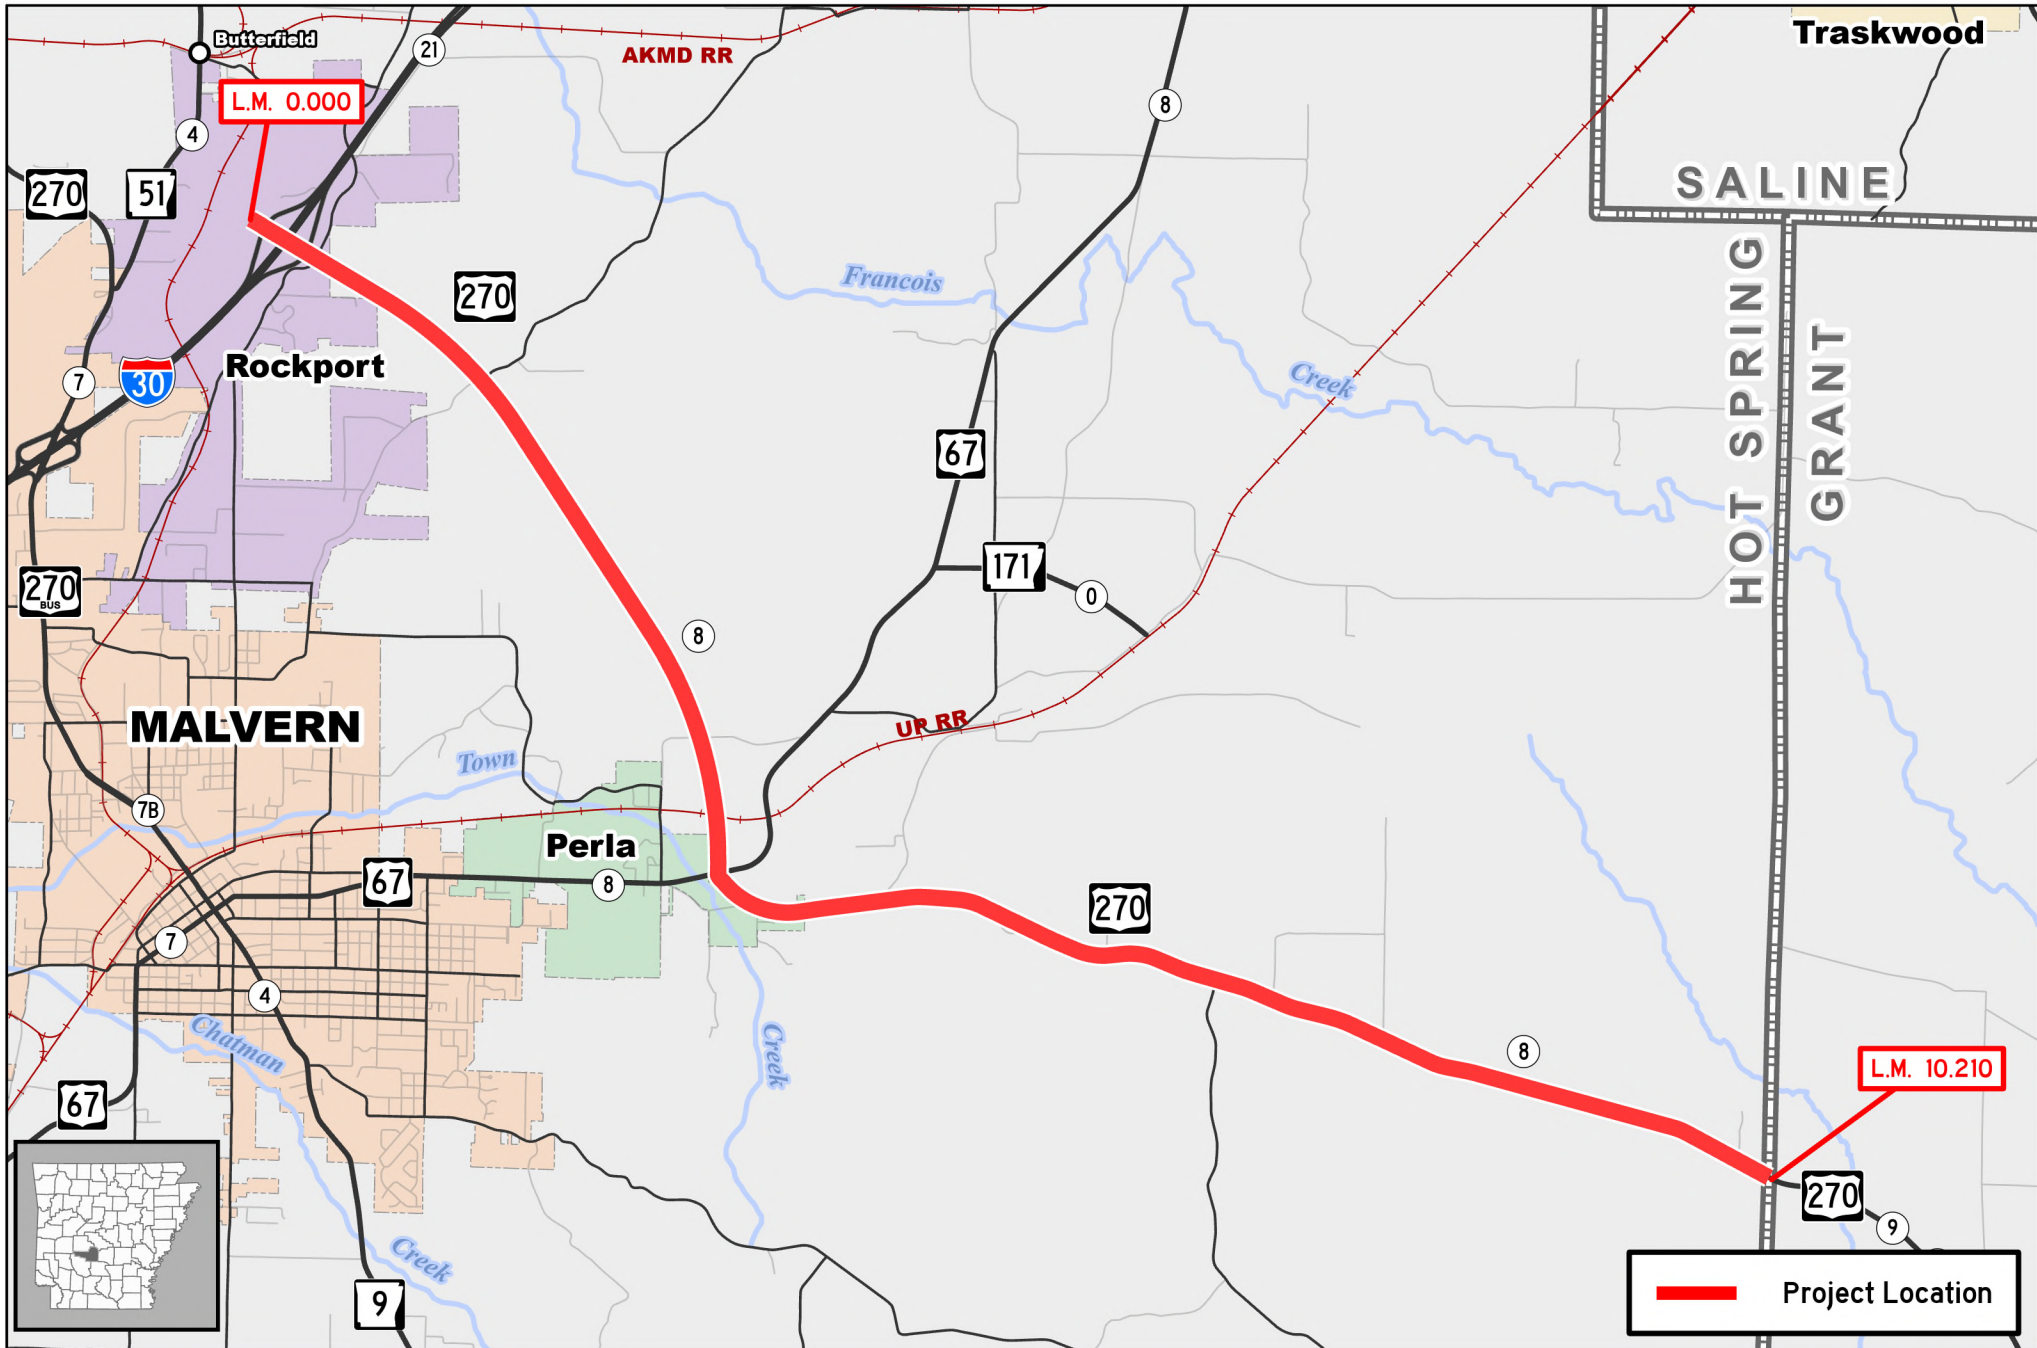 Butterfield
21
AKMD RR
Traskwood
L.M. 0.000
8
4
270
51
SALINE
270
Francois
HOT SPRING
GRANT
Rockport
7
30
Creek
67
171
0
270
BUS
8
MALVERN
UP RR
Town
7B
Perla
67
8
270
7
4
Chatman
Creek
8
L.M. 10.210
67
270
9
Creek
9
Project Location